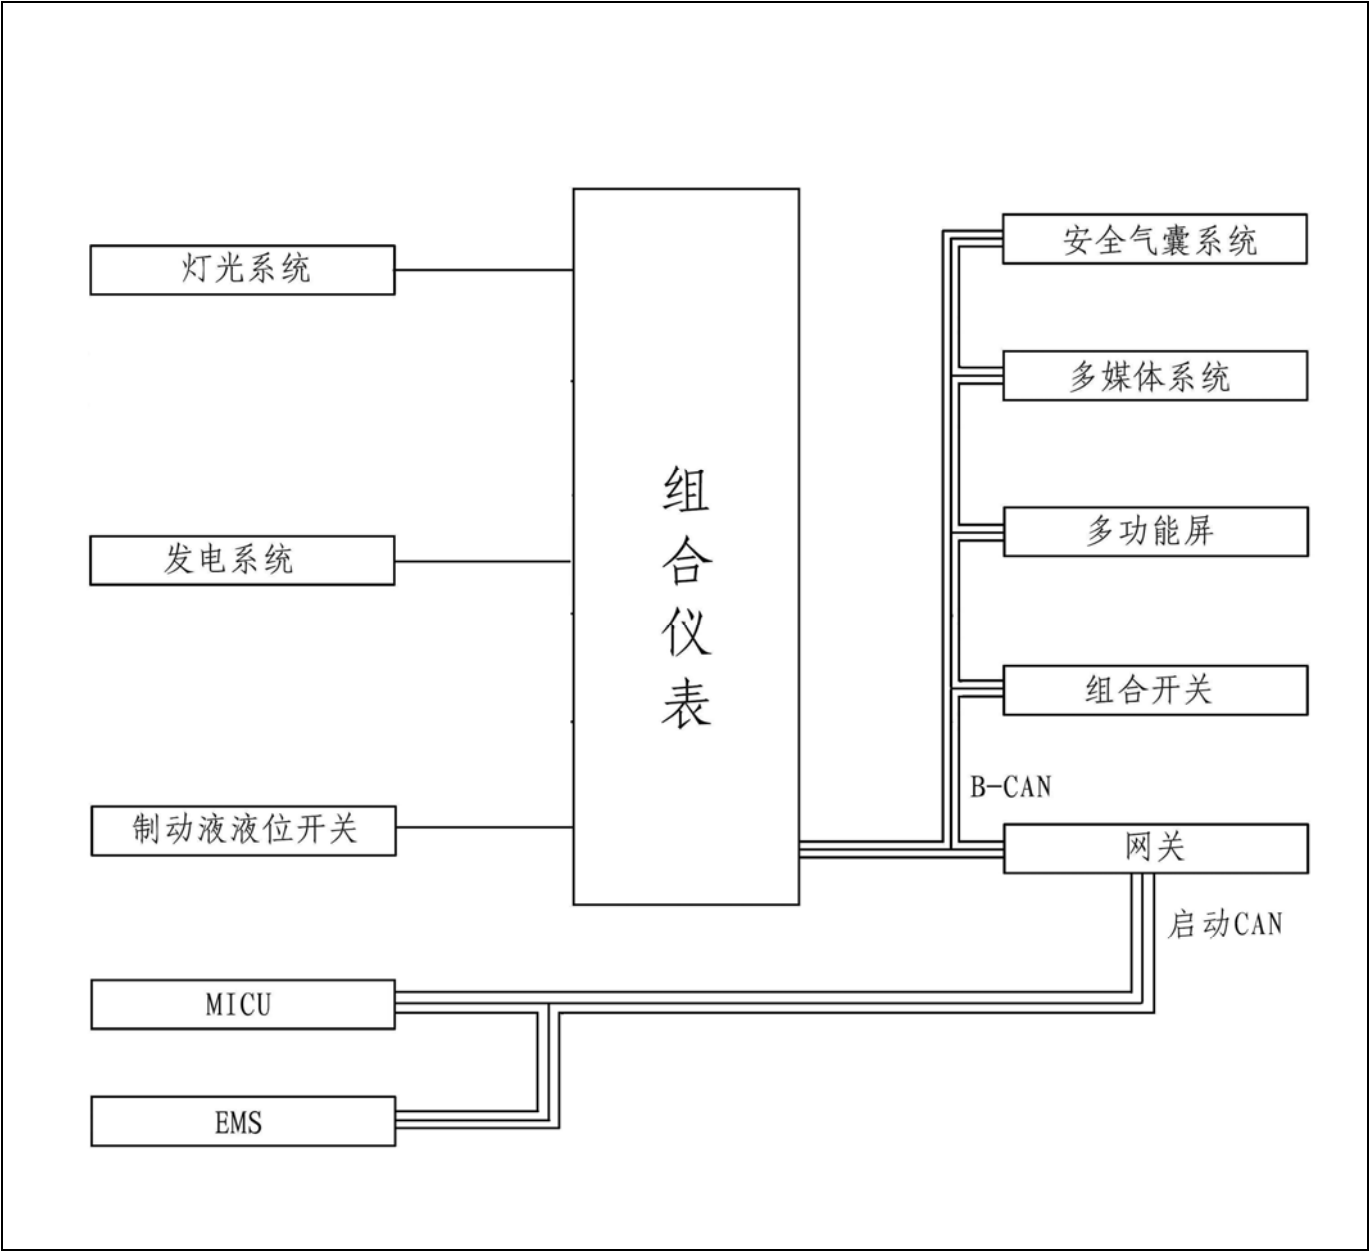 灯光系统
发电系统
制动液液位开关
MICU
EMS
组合仪表
安全气囊系统
多媒体系统
多功能屏
组合开关
B-CAN
网关
启动CAN